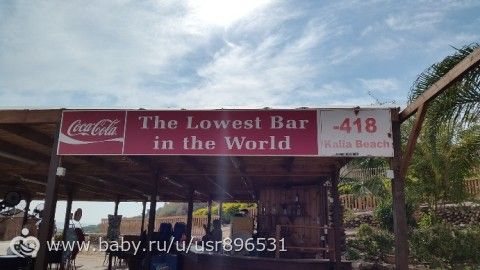 Coca-Cola
The Lowest Bar
in the World
-418
Kalia Beach
www.baby.ru/u/usr896531